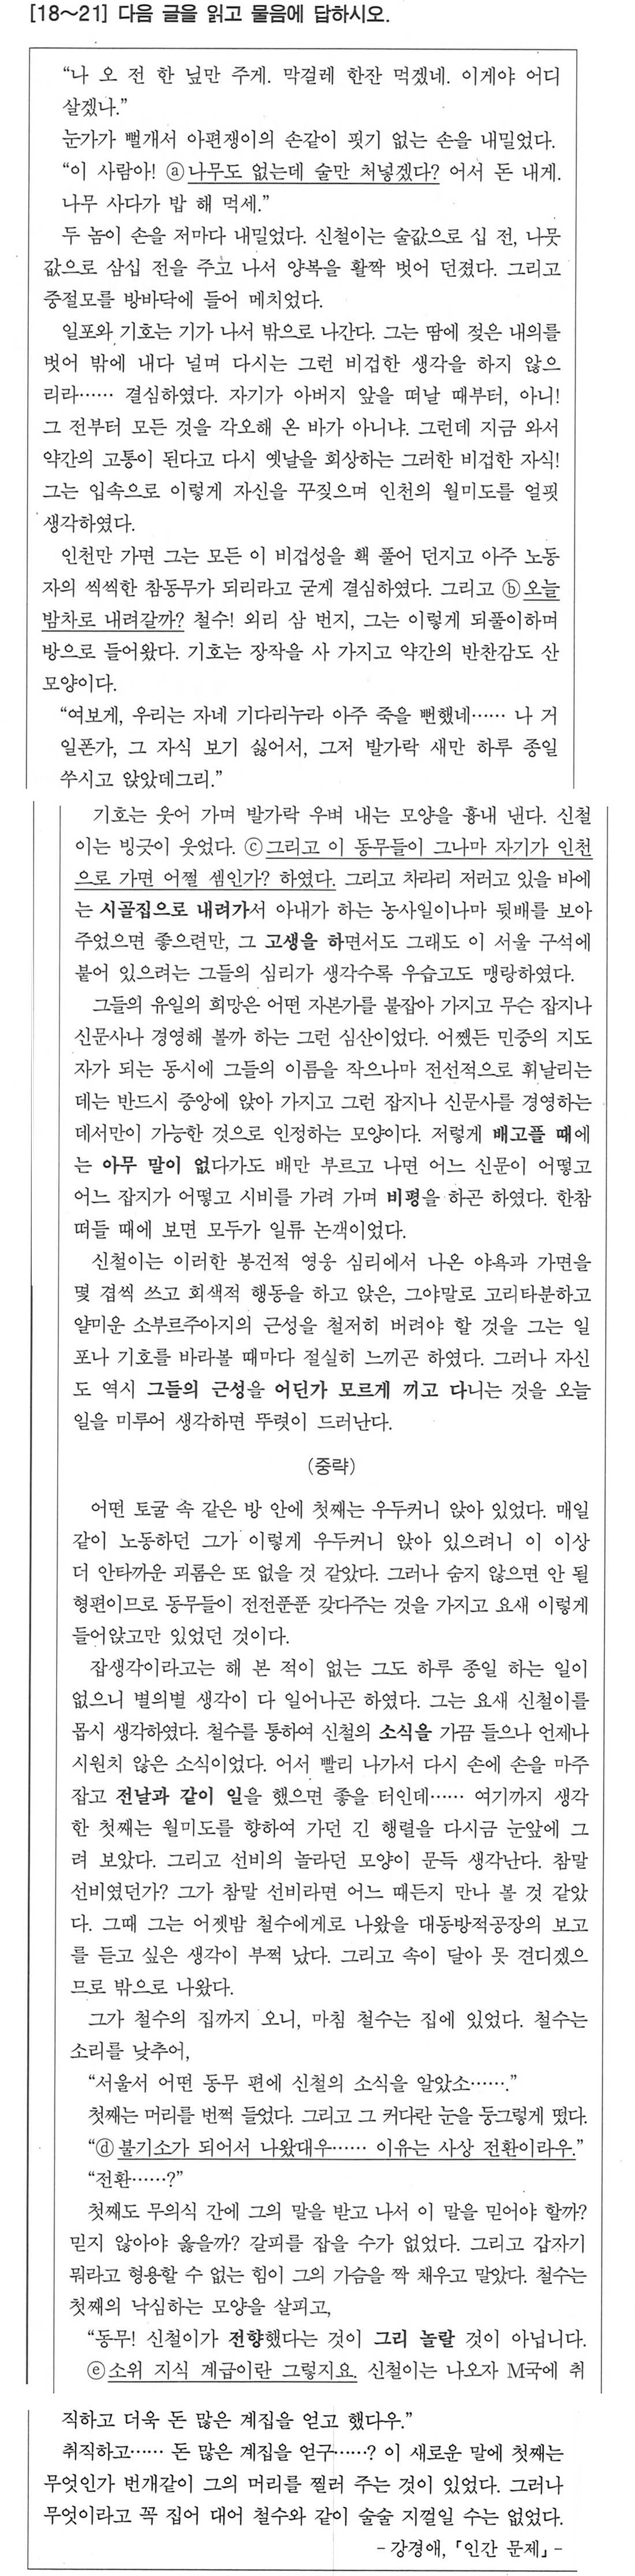 [18～21] 다음 글을 읽고 물음에 답하시오.
“나 오 전 한 닢만 주게. 막걸레 한잔 먹겠네. 이게야 어디
살겠나.”
눈가가 뻘개서 아편쟁이의 손같이 핏기 없는 손을 내밀었다.
“이 사람아! ⓐ나무도 없는데 술만 처넣겠다? 어서 돈 내게.
나무 사다가 밥 해 먹세.”
두 놈이 손을 저마다 내밀었다. 신철이는 술값으로 십 전, 나뭇
값으로 삼십 전을 주고 나서 양복을 활짝 벗어 던졌다. 그리고
중절모를 방바닥에 들어 메치었다.
일포와 기호는 기가 나서 밖으로 나간다. 그는 땀에 젖은 내의를
벗어 밖에 내다 널며 다시는 그런 비겁한 생각을 하지 않으
리라…… 결심하였다. 자기가 아버지 앞을 떠날 때부터, 아니!
그 전부터 모든 것을 각오해 온 바가 아니냐. 그런데 지금 와서
약간의 고통이 된다고 다시 옛날을 회상하는 그러한 비겁한 자식!
그는 입속으로 이렇게 자신을 꾸짖으며 인천의 월미도를 얼핏
생각하였다.
인천만 가면 그는 모든 이 비겁성을 홱 풀어 던지고 아주 노동
자의 씩씩한 참동무가 되리라고 굳게 결심하였다. 그리고 ⓑ오늘
밤차로 내려갈까? 철수! 외리 삼 번지, 그는 이렇게 되풀이하며
방으로 들어왔다. 기호는 장작을 사 가지고 약간의 반찬감도 산
모양이다.
“여보게, 우리는 자네 기다리누라 아주 죽을 뻔했네…… 나 거
일폰가, 그 자식 보기 싫어서, 그저 발가락 새만 하루 종일
쑤시고 앉았데그리.”
기호는 웃어 가며 발가락 우벼 내는 모양을 흉내 낸다. 신철
이는 빙긋이 웃었다. ⓒ그리고 이 동무들이 그나마 자기가 인천
으로 가면 어쩔 셈인가? 하였다. 그리고 차라리 저러고 있을 바에
는 시골집으로 내려가서 아내가 하는 농사일이나마 뒷배를 보아
주었으면 좋으련만, 그 고생을 하면서도 그래도 이 서울 구석에
붙어 있으려는 그들의 심리가 생각수록 우습고도 맹랑하였다.
그들의 유일의 희망은 어떤 자본가를 붙잡아 가지고 무슨 잡지나
신문사나 경영해 볼까 하는 그런 심산이었다. 어쨌든 민중의 지도
자가 되는 동시에 그들의 이름을 작으나마 전선적으로 휘날리는
데는 반드시 중앙에 앉아 가지고 그런 잡지나 신문사를 경영하는
데서만이 가능한 것으로 인정하는 모양이다. 저렇게 배고플 때에
는 아무 말이 없다가도 배만 부르고 나면 어느 신문이 어떻고
어느 잡지가 어떻고 시비를 가려 가며 비평을 하곤 하였다. 한참
떠들 때에 보면 모두가 일류 논객이었다.
신철이는 이러한 봉건적 영웅 심리에서 나온 야욕과 가면을
몇 겹씩 쓰고 회색적 행동을 하고 앉은, 그야말로 고리타분하고
얄미운 소부르주아지의 근성을 철저히 버려야 할 것을 그는 일
포나 기호를 바라볼 때마다 절실히 느끼곤 하였다. 그러나 자신
도 역시 그들의 근성을 어딘가 모르게 끼고 다니는 것을 오늘
일을 미루어 생각하면 뚜렷이 드러난다.
(중략)
어떤 토굴 속 같은 방 안에 첫째는 우두커니 앉아 있었다. 매일
같이 노동하던 그가 이렇게 우두커니 앉아 있으려니 이 이상
더 안타까운 괴롬은 또 없을 것 같았다. 그러나 숨지 않으면 안 될
형편이므로 동무들이 전전푼푼 갖다주는 것을 가지고 요새 이렇게
들어앉고만 있었던 것이다.
잡생각이라고는 해 본 적이 없는 그도 하루 종일 하는 일이
없으니 별의별 생각이 다 일어나곤 하였다. 그는 요새 신철이를
몹시 생각하였다. 철수를 통하여 신철의 소식을 가끔 들으나 언제나
시원치 않은 소식이었다. 어서 빨리 나가서 다시 손에 손을 마주
잡고 전날과 같이 일을 했으면 좋을 터인데…… 여기까지 생각
한 첫째는 월미도를 향하여 가던 긴 행렬을 다시금 눈앞에 그
려 보았다. 그리고 선비의 놀라던 모양이 문득 생각난다. 참말
선비였던가? 그가 참말 선비라면 어느 때든지 만나 볼 것 같았
다. 그때 그는 어젯밤 철수에게로 나왔을 대동방적공장의 보고
를 듣고 싶은 생각이 부쩍 났다. 그리고 속이 달아 못 견디겠으
므로 밖으로 나왔다.
그가 철수의 집까지 오니, 마침 철수는 집에 있었다. 철수는
소리를 낮추어,
“서울서 어떤 동무 편에 신철의 소식을 알았소…….”
첫째는 머리를 번쩍 들었다. 그리고 그 커다란 눈을 둥그렇게 떴다.
“ⓓ불기소가 되어서 나왔대우…… 이유는 사상 전환이라우.”
“전환……?”
첫째도 무의식 간에 그의 말을 받고 나서 이 말을 믿어야 할까?
믿지 않아야 옳을까? 갈피를 잡을 수가 없었다. 그리고 갑자기
뭐라고 형용할 수 없는 힘이 그의 가슴을 짝 채우고 말았다. 철수는
첫째의 낙심하는 모양을 살피고,
“동무! 신철이가 전향했다는 것이 그리 놀랄 것이 아닙니다.
ⓔ소위 지식 계급이란 그렇지요. 신철이는 나오자 M국에 취
직하고 더욱 돈 많은 계집을 얻고 했다우.”
취직하고…… 돈 많은 계집을 얻구……? 이 새로운 말에 첫째는
무엇인가 번개같이 그의 머리를 찔러 주는 것이 있었다. 그러나
무엇이라고 꼭 집어 대어 철수와 같이 술술 지껄일 수는 없었다.
- 강경애, 「인간 문제」 -